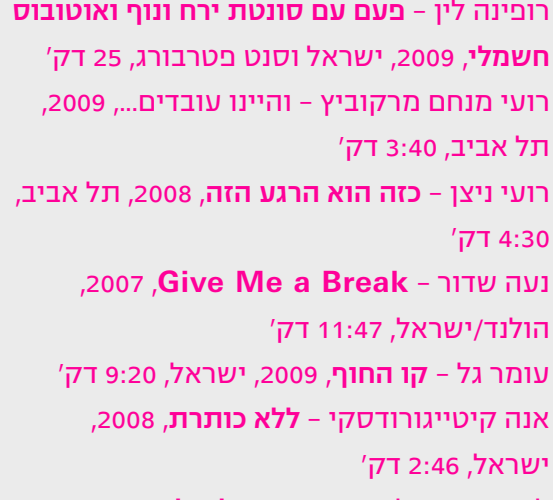 רופינה לין – פעם עם סונטת ירח ונוף ואוטובוס
חשמלי, 2009, ישראל וסנט פטרבורג, 25 דק'
רועי מנחם מרקוביץ – והיינו עובדים..., 2009,
תל אביב, 3:40 דק'
רועי ניצן – כזה הוא הרגע הזה, 2008, תל אביב,
4:30 דק'
נעה שדור – Give Me a Break, 2007,
הולנד/ישראל, 11:47 דק'
עומר גל – קו החוף, 2009, ישראל, 9:20 דק'
אנה קיטייגורודסקי – ללא כותרת, 2008,
ישראל, 2:46 דק'